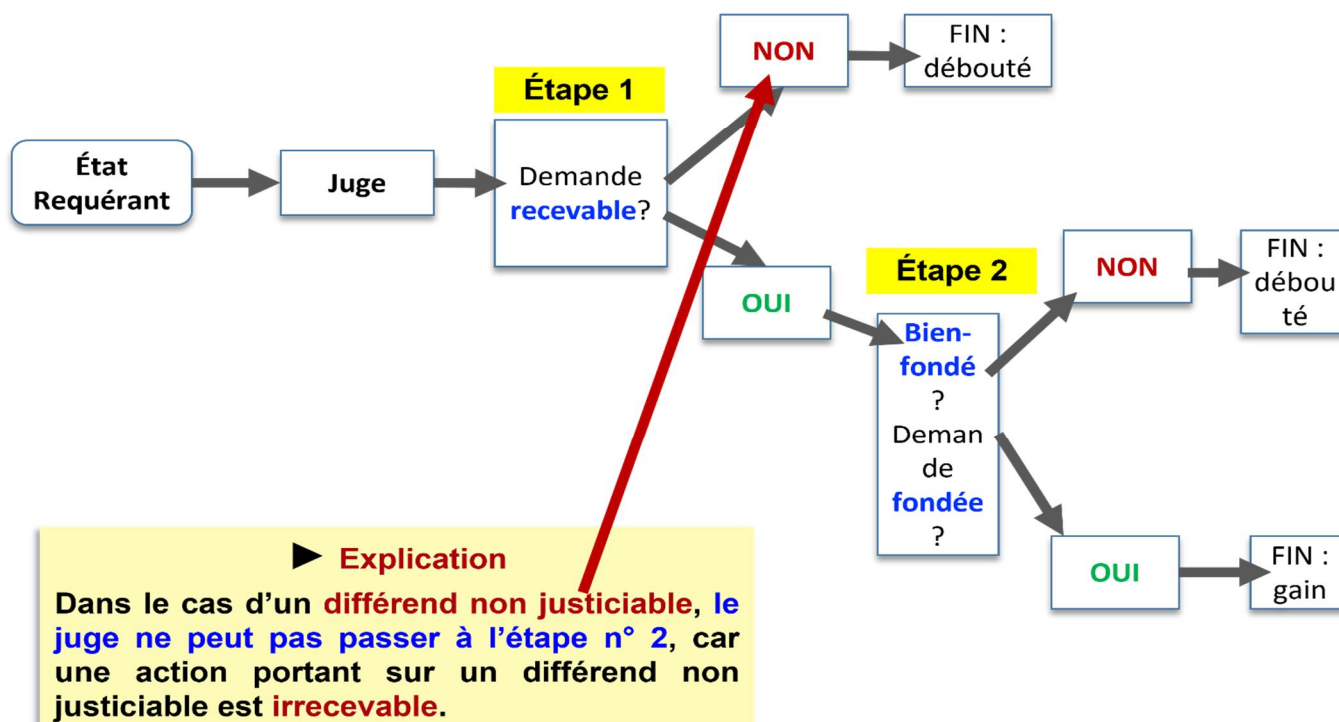 NON
FIN :
débouté
Étape 1
État
Requérant
Juge
Demande
recevable?
OUI
Étape 2
Bien-
fondé
?
Deman
de
fondée
?
NON
FIN :
débou
té
OUI
FIN :
gain
► Explication
Dans le cas d’un différend non justiciable, le
juge ne peut pas passer à l’étape n° 2, car
une action portant sur un différend non
justiciable est irrecevable.